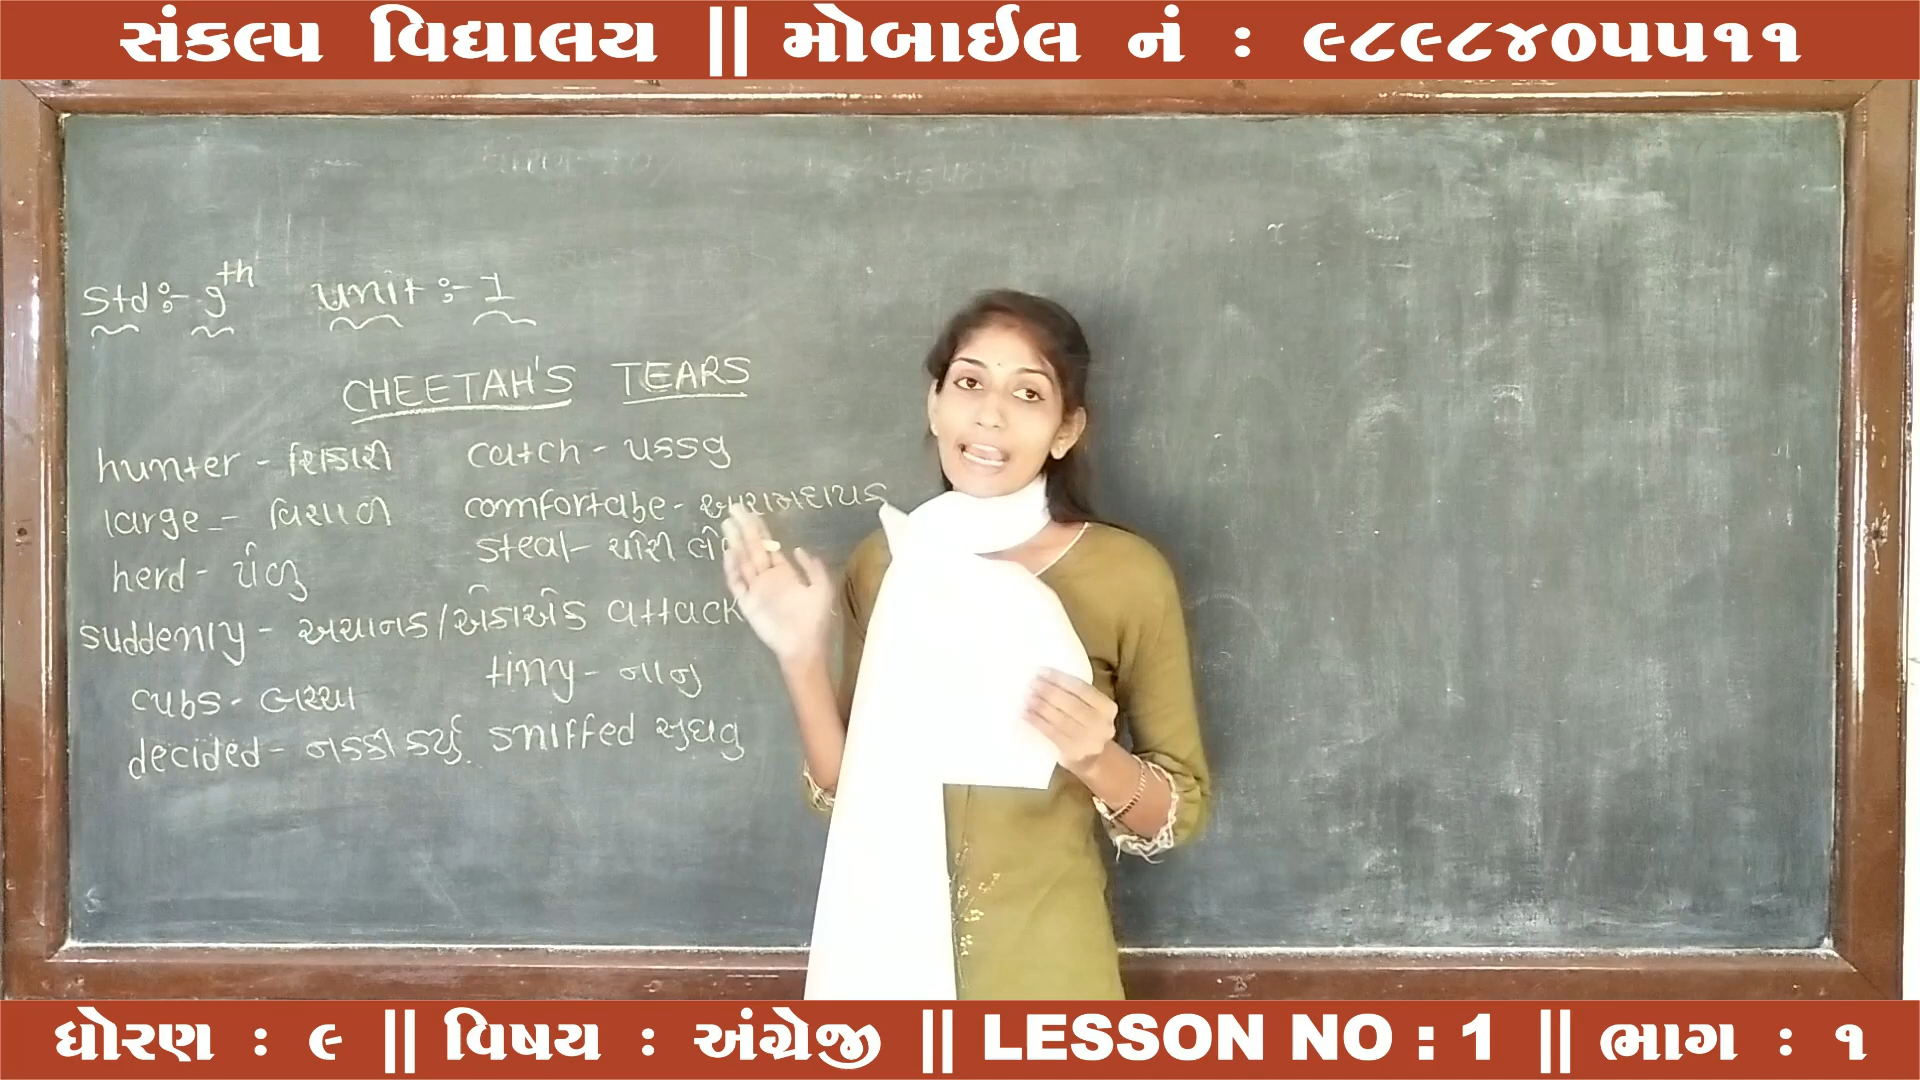 સંકલ્પ વિદ્યાલય || મોબાઈલ નં : ૯૮૯૮૪૦૫૫૧૧
Std :- 9th Unit :- 1
CHEETAH'S TEARS
hunter - શિકારી catch - પકડવુ
large - વિશાળ comfortabe - આરામદાયક
herd - ચોરી લે
suddenly - અચાનક / એકાએક attack
cubs - બચ્ચા tiny - નાનું
decided - નક્કી કર્યું sniffed સુંઘવુ
ધોરણ : ૯ || વિષય : અંગ્રેજી || LESSON NO : 1 || ભાગ : ૧